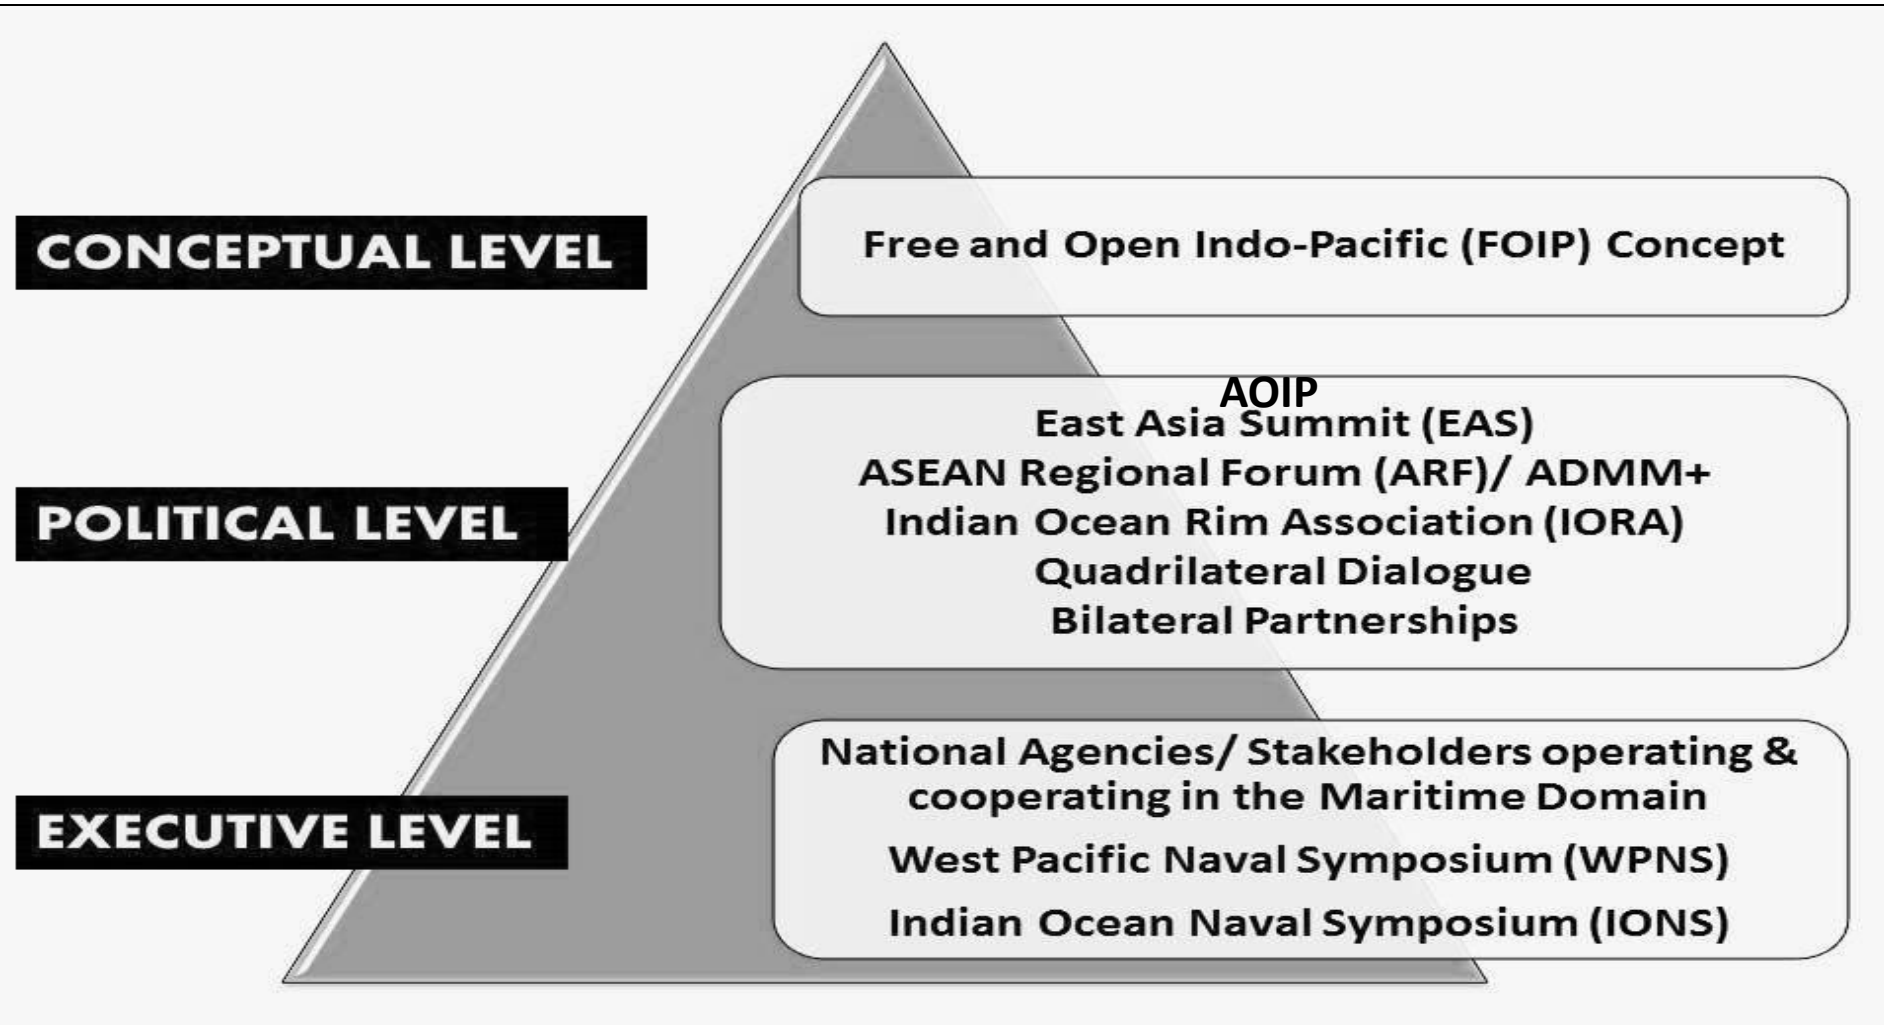 CONCEPTUAL LEVEL
Free and Open Indo-Pacific (FOIP) Concept
POLITICAL LEVEL
AOIP
East Asia Summit (EAS)
ASEAN Regional Forum (ARF)/ ADMM+
Indian Ocean Rim Association (IORA)
Quadrilateral Dialogue
Bilateral Partnerships
EXECUTIVE LEVEL
National Agencies/ Stakeholders operating &
cooperating in the Maritime Domain
West Pacific Naval Symposium (WPNS)
Indian Ocean Naval Symposium (IONS)